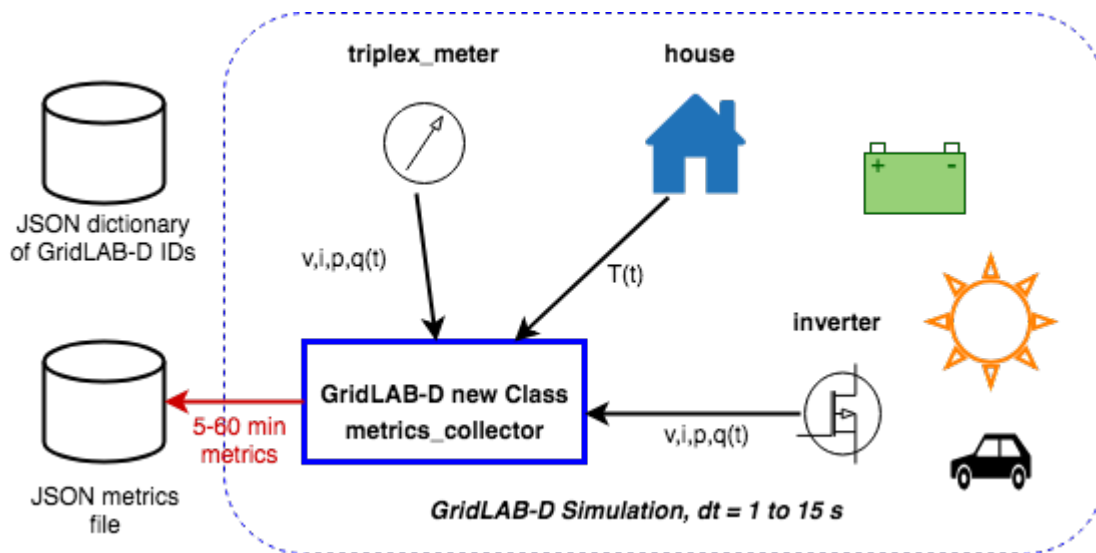 triplex_meter
house
+ -
JSON dictionary
of GridLAB-D IDs
v,i,p,q(t)
T(t)
inverter
GridLAB-D new Class
metrics_collector
5-60 min
metrics
v,i,p,q(t)
JSON metrics
file
GridLAB-D Simulation, dt = 1 to 15 s